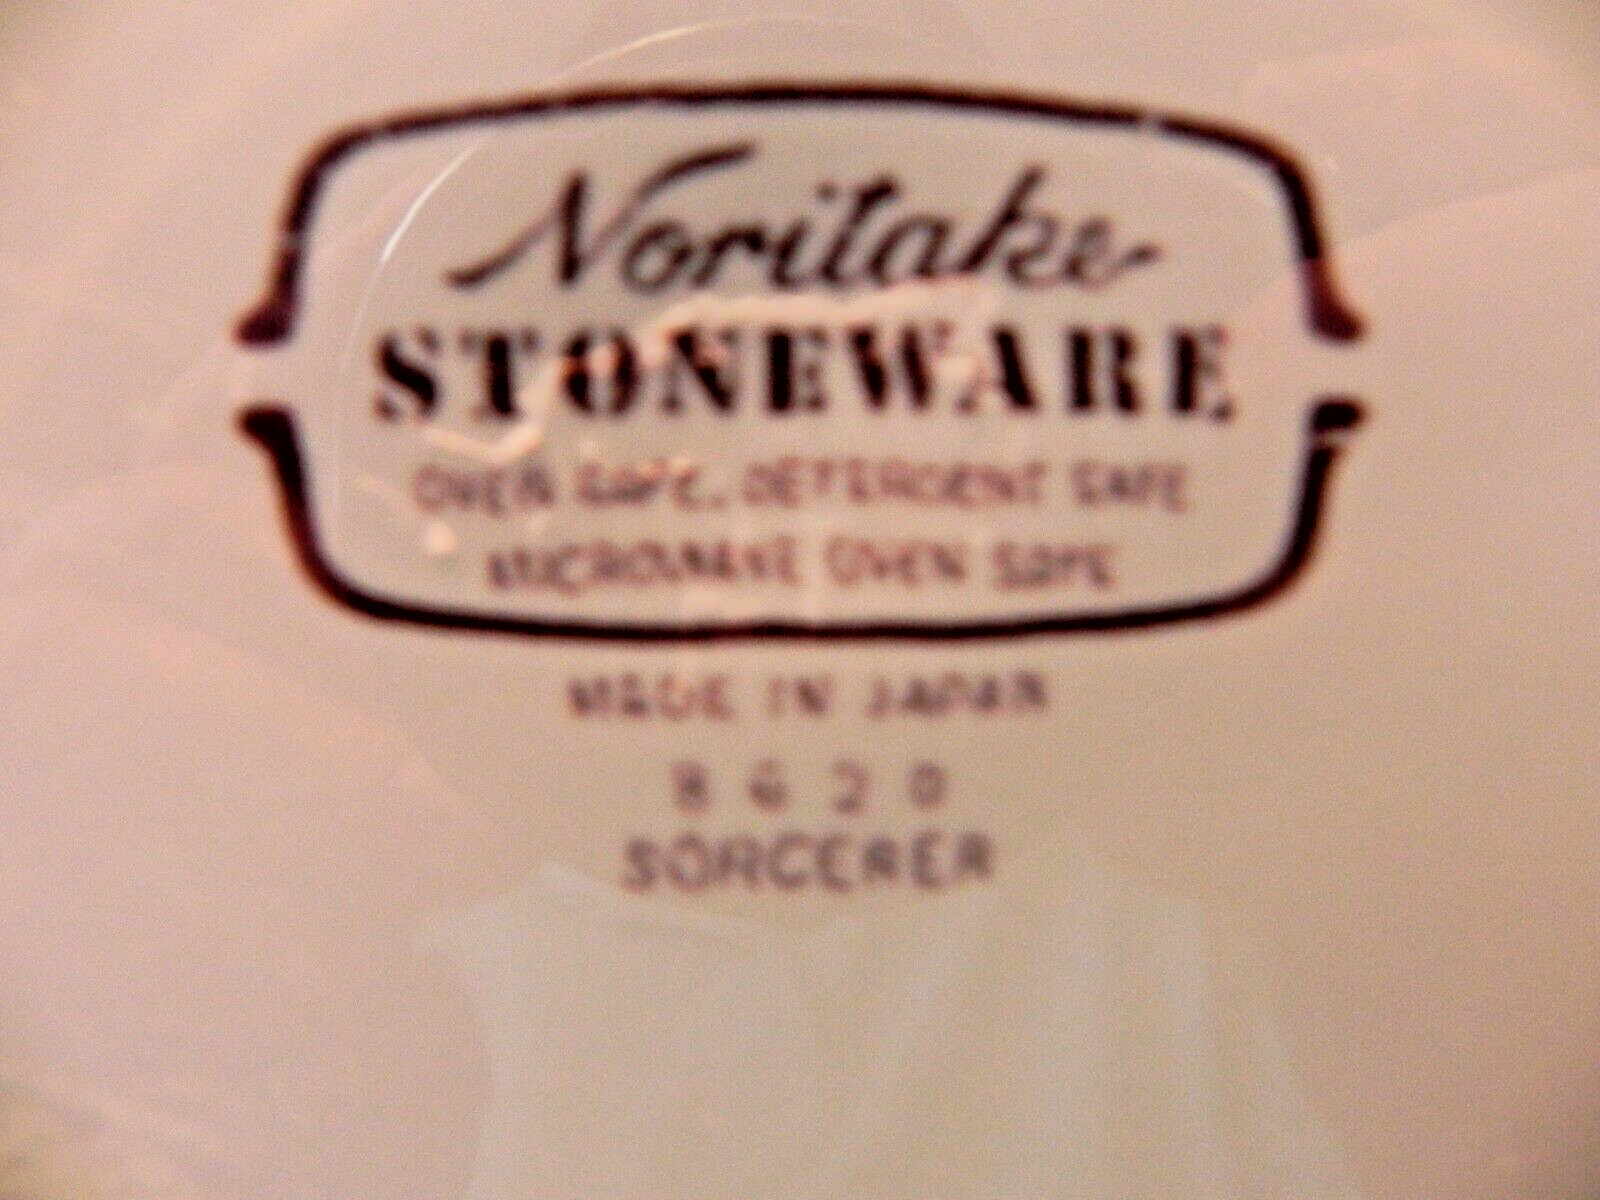 Noritake
STONEWARE
OVEN SAFE, DETERGENT SAFE
MICROWAVE OVEN SAFE
MADE IN JAPAN
8620
SORCERER